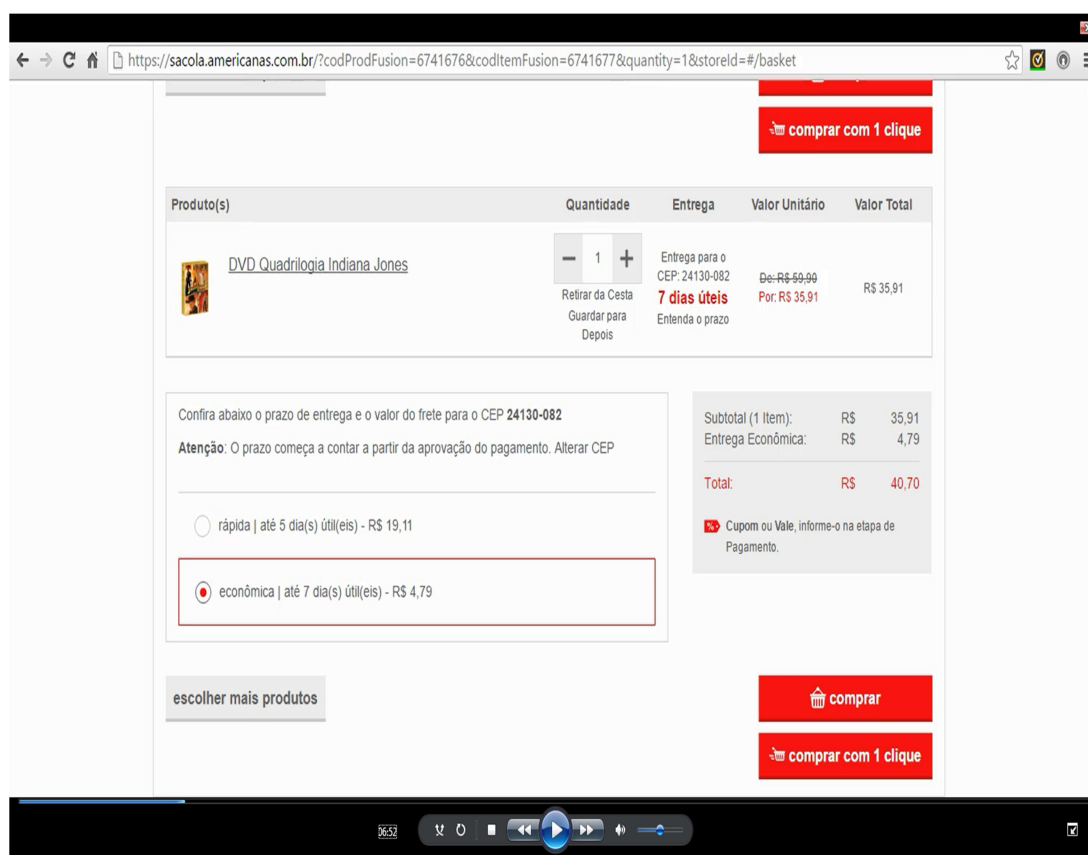 https://sacola.americanas.com.br/?codProdFusion=6741676&codItemFusion=6741677&quantity=1&storeId=#/basket
comprar com 1 clique
Produto(s) Quantidade Entrega Valor Unitário Valor Total
DVD Quadrilogia Indiana Jones
1
Retirar da Cesta
Guardar para
Depois
Entrega para o
CEP: 24130-082
7 dias úteis
Entenda o prazo
De: R$ 59,90
Por: R$ 35,91
R$ 35,91
Confira abaixo o prazo de entrega e o valor do frete para o CEP 24130-082
Atenção: O prazo começa a contar a partir da aprovação do pagamento. Alterar CEP
rápida | até 5 dia(s) útil(eis) - R$ 19,11
econômica | até 7 dia(s) útil(eis) - R$ 4,79
Subtotal (1 Item): R$ 35,91
Entrega Econômica: R$ 4,79
Total: R$ 40,70
% Cupom ou Vale, informe-o na etapa de
Pagamento.
escolher mais produtos
comprar
comprar com 1 clique
06:52